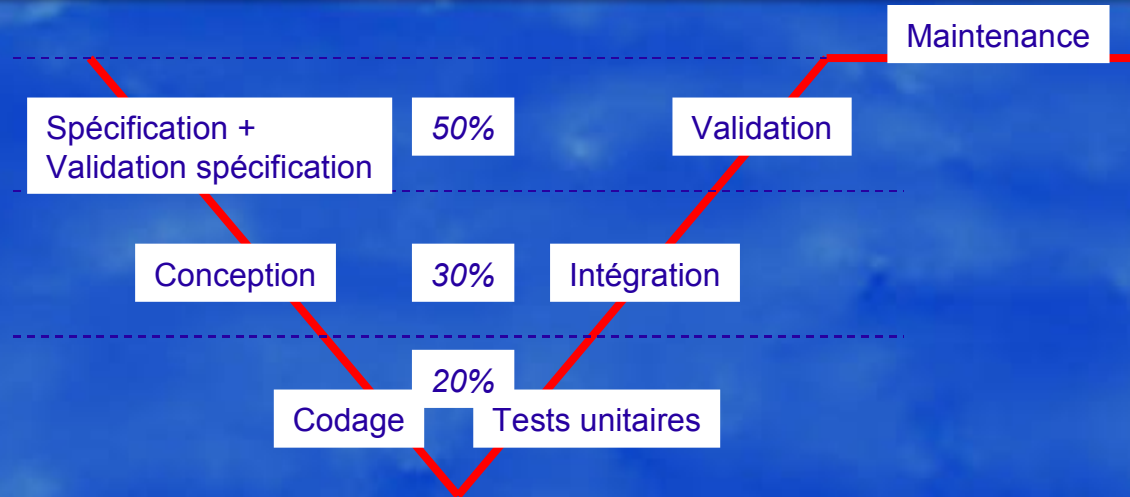 Maintenance
Spécification +
Validation spécification
50%
Validation
Conception
30%
Intégration
20%
Codage
Tests unitaires